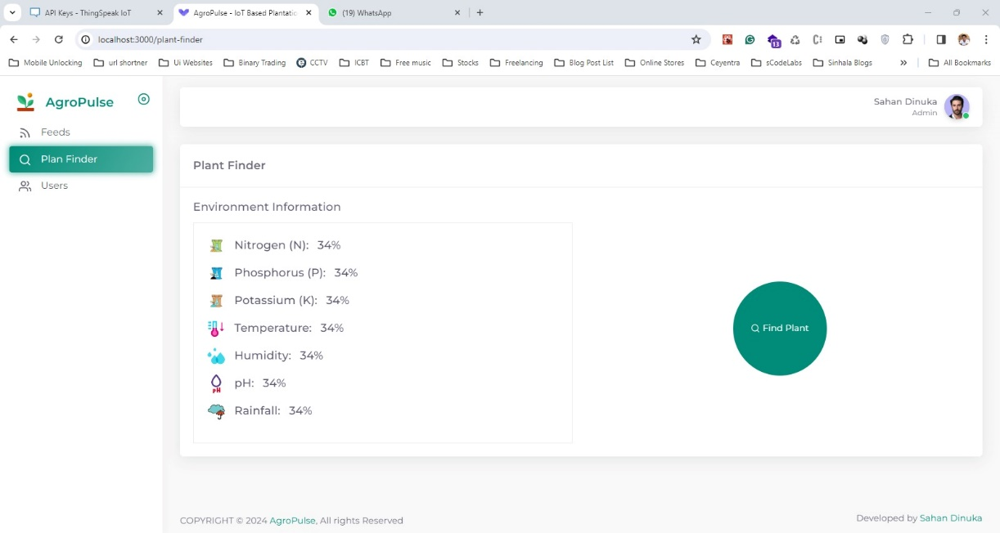 API Keys - ThingSpeak IoT
AgroPulse - IoT Based Plantatic
(19) WhatsApp
localhost:3000/plant-finder
13
Mobile Unlocking
url shortner
Ui Websites
Binary Trading
CCTV
ICBT
Free music
Stocks
Freelancing
Blog Post List
Online Stores
Ceyentra
sCodeLabs
Sinhala Blogs
All Bookmarks
AgroPulse
Feeds
Plan Finder
Users
Sahan Dinuka
Admin
Plant Finder
Environment Information
Nitrogen (N): 34%
Phosphorus (P): 34%
Potassium (K): 34%
Temperature: 34%
Humidity: 34%
pH
pH: 34%
Rainfall: 34%
Find Plant
COPYRIGHT © 2024 AgroPulse, All rights Reserved
Developed by Sahan Dinuka